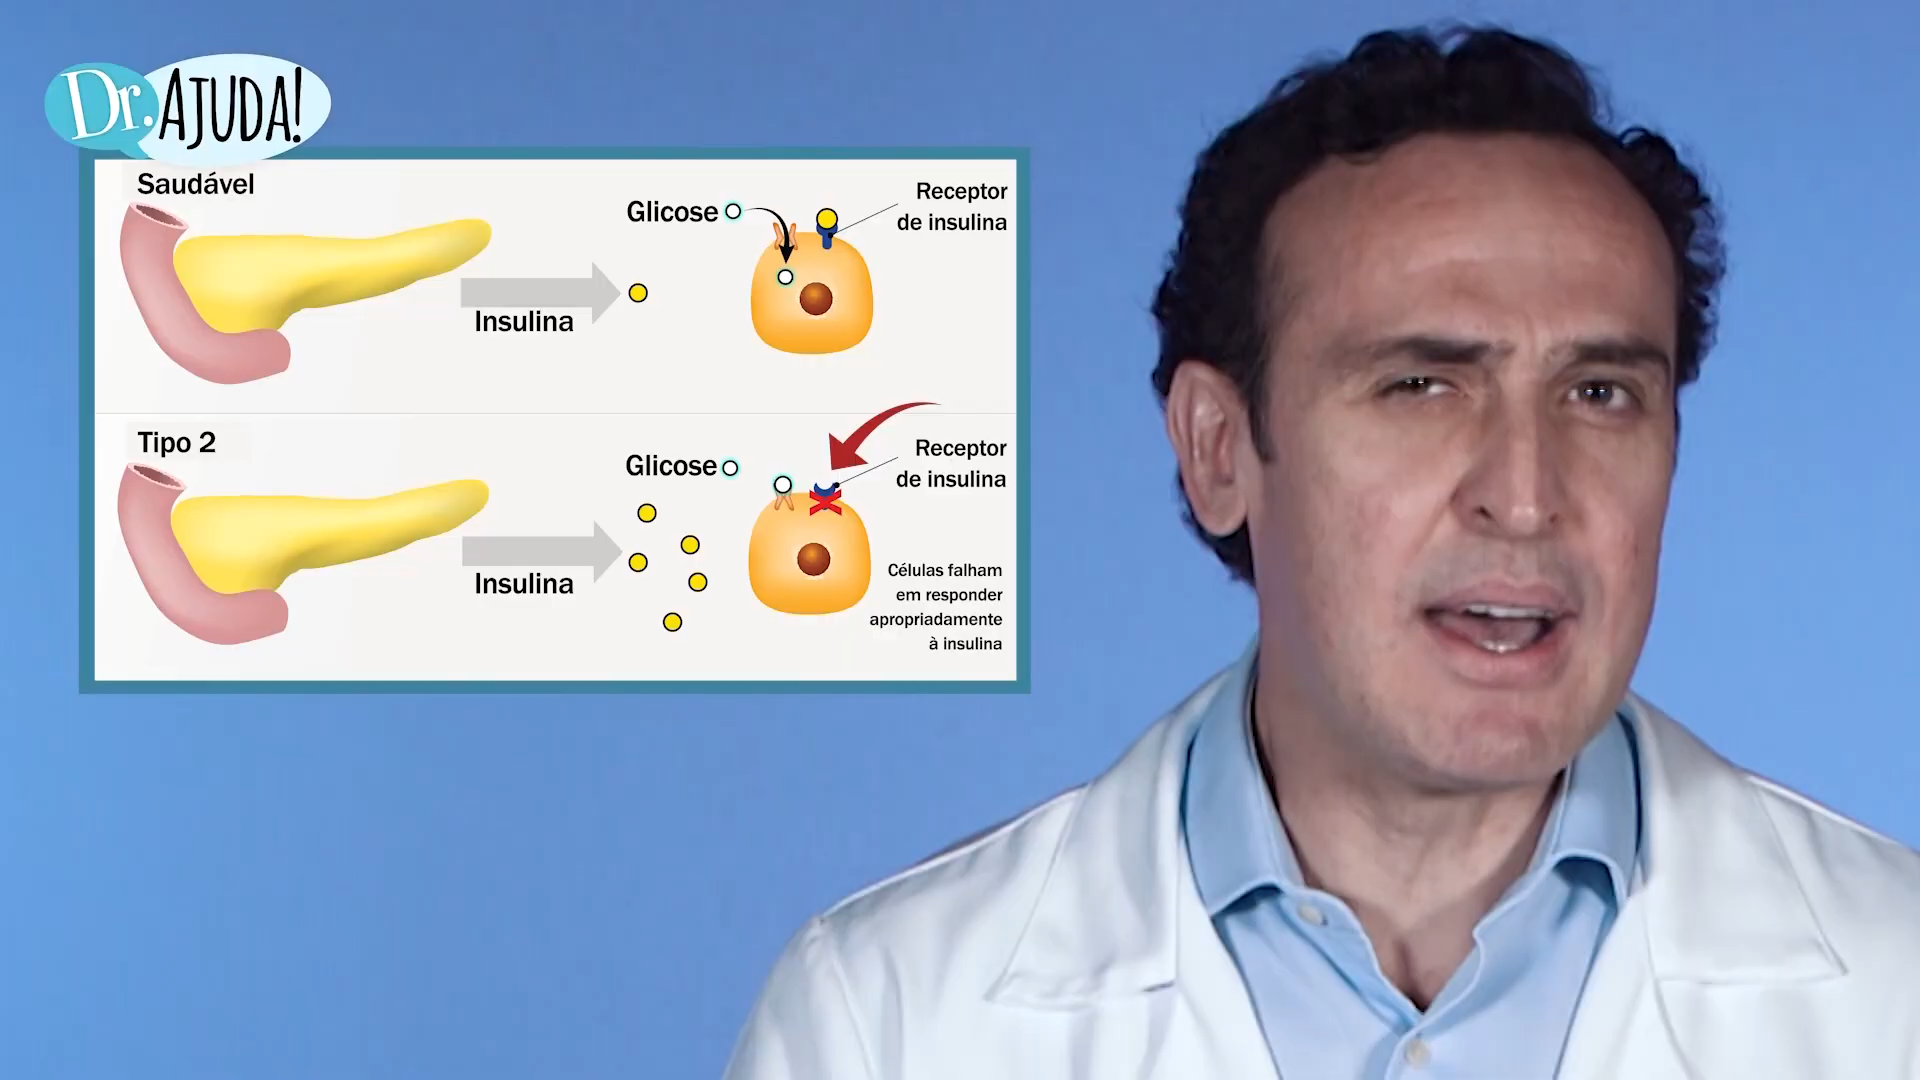 Dr. AJUDA!
Saudável
Glicose
Receptor
de insulina
Insulina
Tipo 2
Glicose
Receptor
de insulina
Insulina
Células falham
em responder
apropriadamente
à insulina